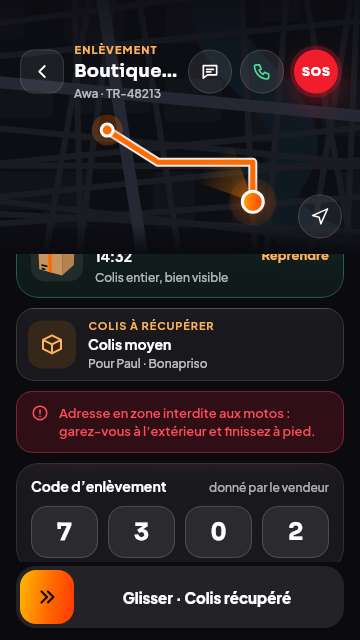 ENLÈVEMENT
Boutique...
Awa · TR-48213
SOS
14:32
Reprendre
Colis entier, bien visible
COLIS À RÉCUPÉRER
Colis moyen
Pour Paul · Bonapriso
Adresse en zone interdite aux motos :
garez-vous à l'extérieur et finissez à pied.
Code d'enlèvement
donné par le vendeur
7 3 0 2
Glisser · Colis récupéré